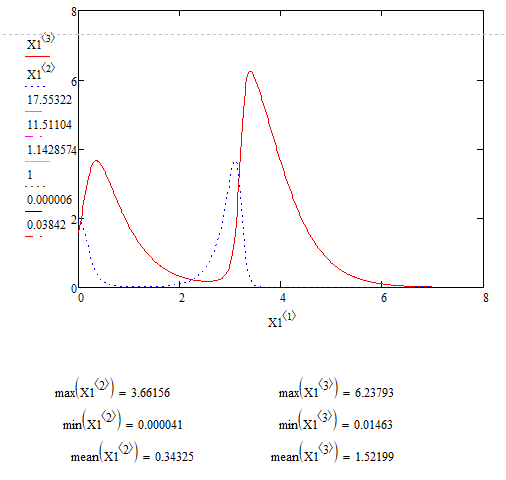 8
X1⟨3⟩
X1⟨2⟩
6
17.55322
11.51104
1.142857 4
1
0.000006 2
0.03842
0
0 2 4 6 8
X1⟨1⟩
max(X1⟨2⟩) = 3.66156 max(X1⟨3⟩) = 6.23793
min(X1⟨2⟩) = 0.000041 min(X1⟨3⟩) = 0.01463
mean(X1⟨2⟩) = 0.34325 mean(X1⟨3⟩) = 1.52199